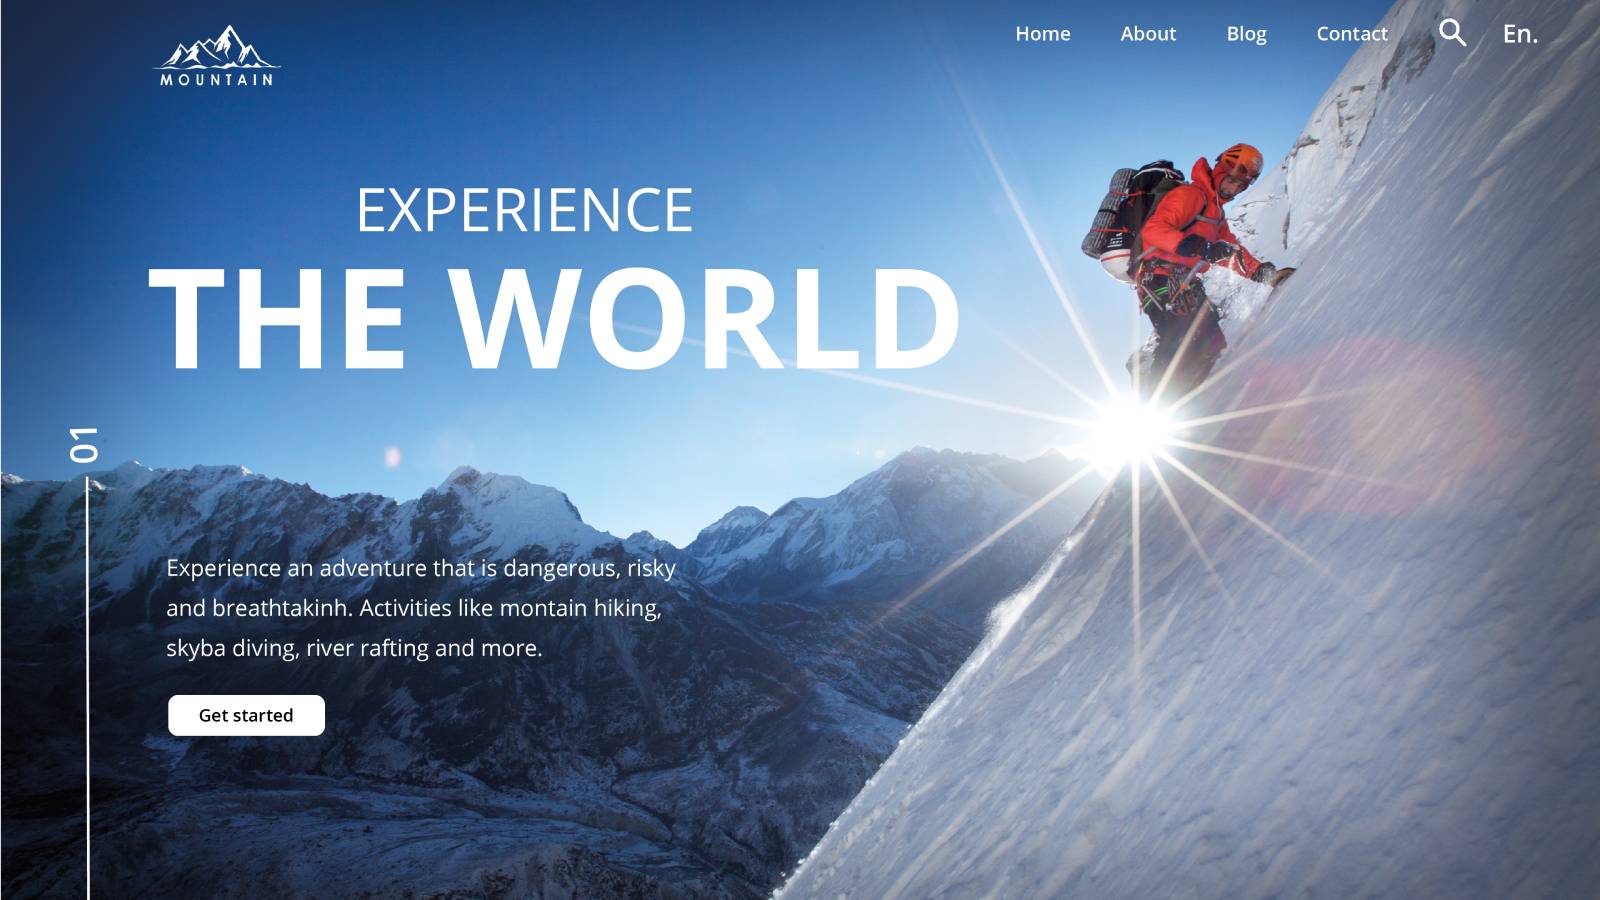 MOUNTAIN
Home About Blog Contact En.
EXPERIENCE
THE WORLD
01
Experience an adventure that is dangerous, risky
and breathtakinh. Activities like montain hiking,
skyba diving, river rafting and more.
Get started